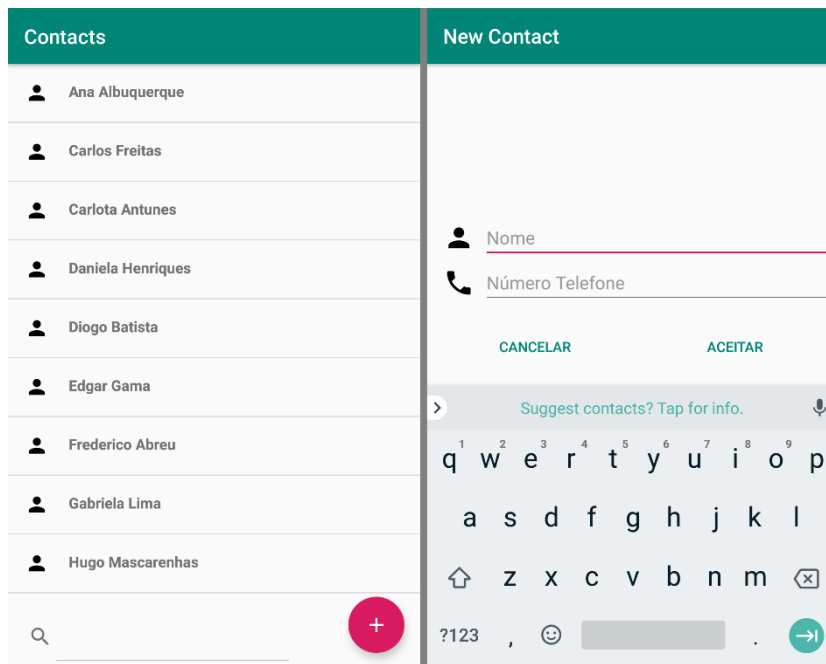 Contacts
Ana Albuquerque
Carlos Freitas
Carlota Antunes
Daniela Henriques
Diogo Batista
Edgar Gama
Frederico Abreu
Gabriela Lima
Hugo Mascarenhas
+
New Contact
Nome
Número Telefone
CANCELAR ACEITAR
Suggest contacts? Tap for info.
1 2 3 4 5 6 7 8 9
q w e r t y u i o p
a s d f g h j k l
z x c v b n m
?123 , .